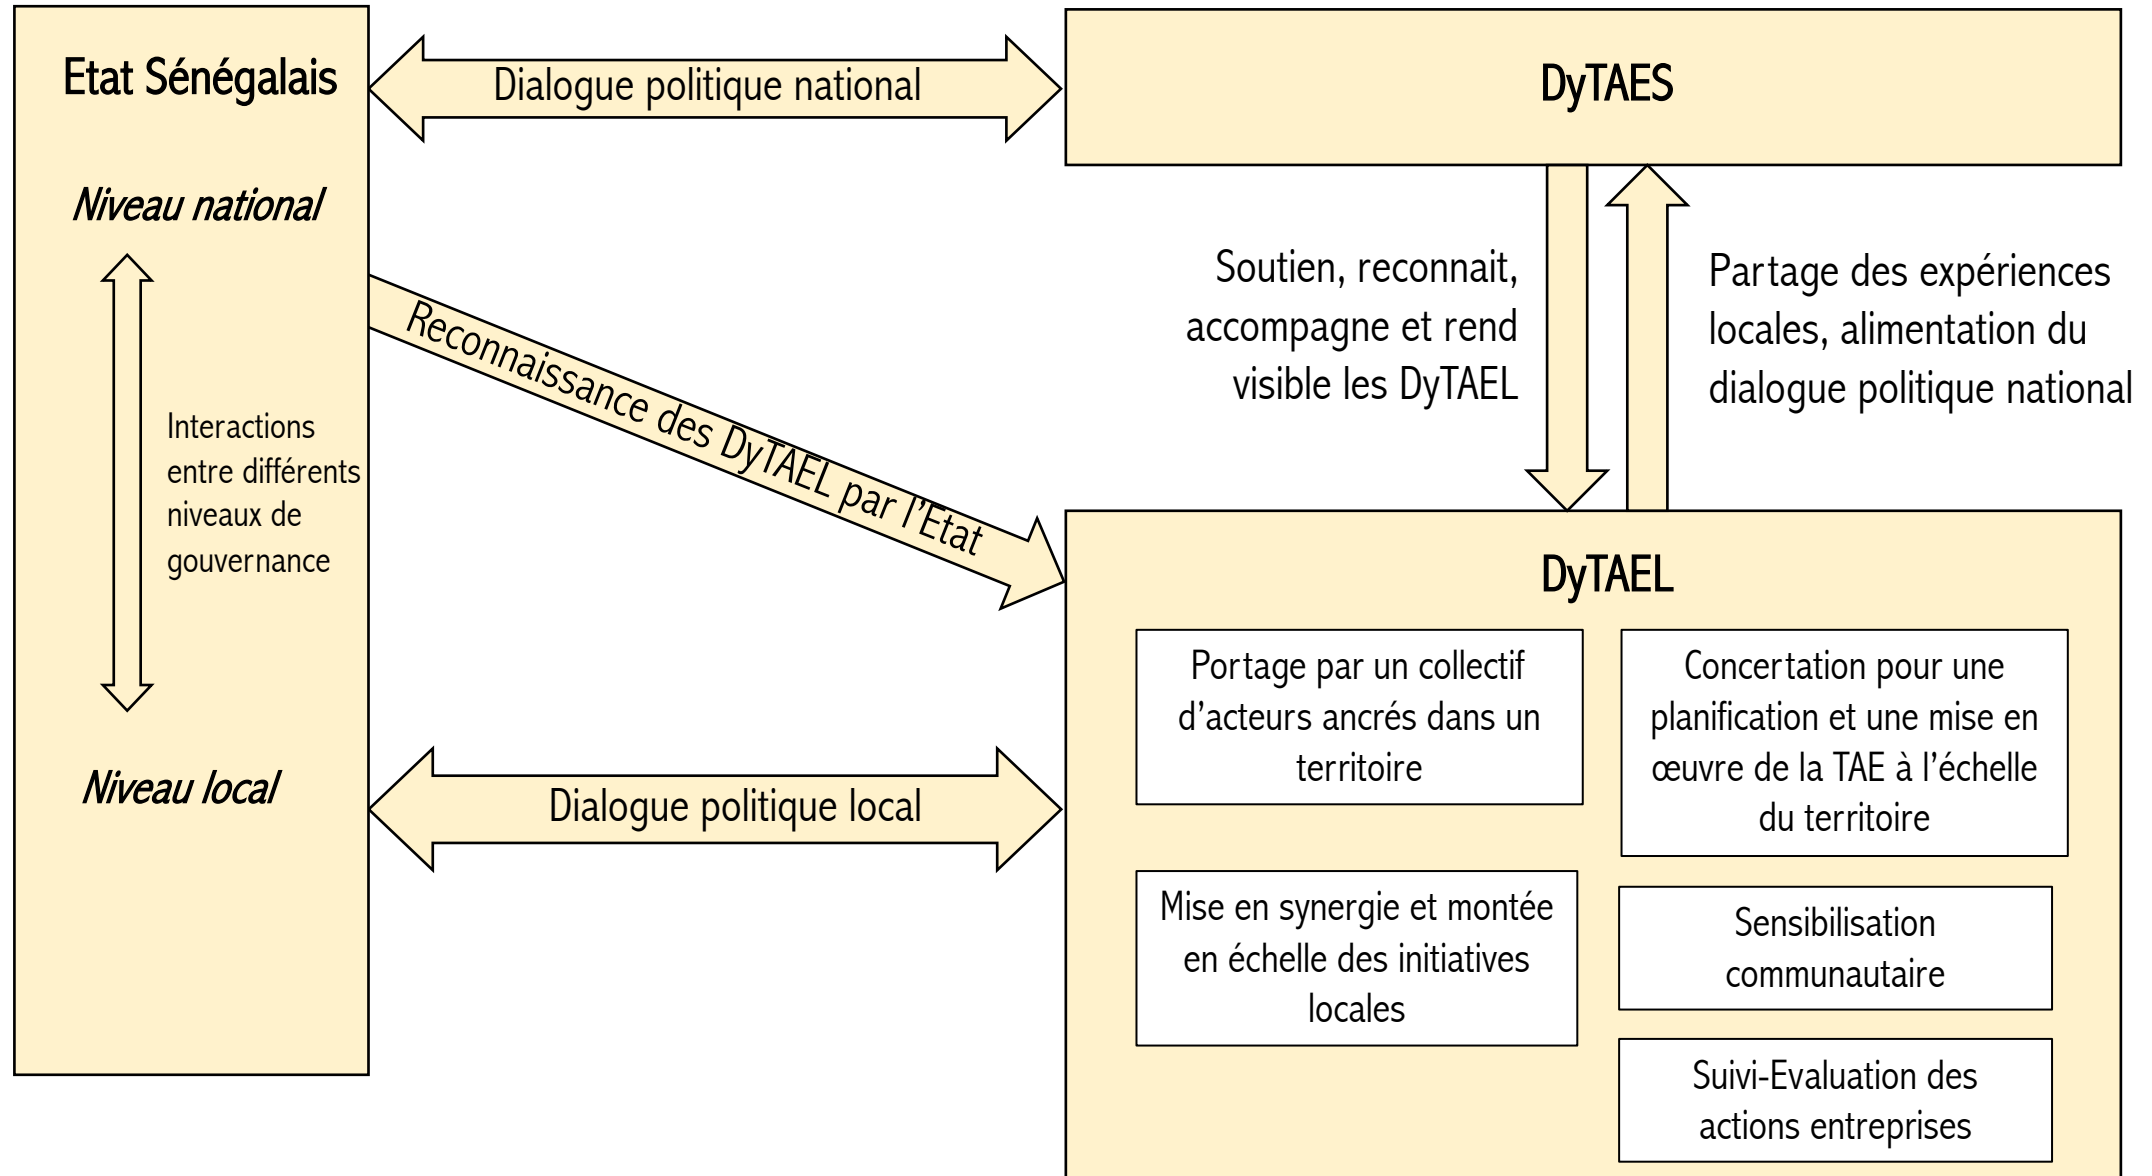 Etat Sénégalais
Dialogue politique national
DyTAES
Niveau national
Interactions
entre différents
niveaux de
gouvernance
Niveau local
Reconnaissance des DyTAEL par l'Etat
Soutien, reconnait,
accompagne et rend
visible les DyTAEL
Partage des expériences
locales, alimentation du
dialogue politique national
Dialogue politique local
DyTAEL
Portage par un collectif
d'acteurs ancrés dans un
territoire
Concertation pour une
planification et une mise en
œuvre de la TAE à l'échelle
du territoire
Mise en synergie et montée
en échelle des initiatives
locales
Sensibilisation
communautaire
Suivi-Evaluation des
actions entreprises